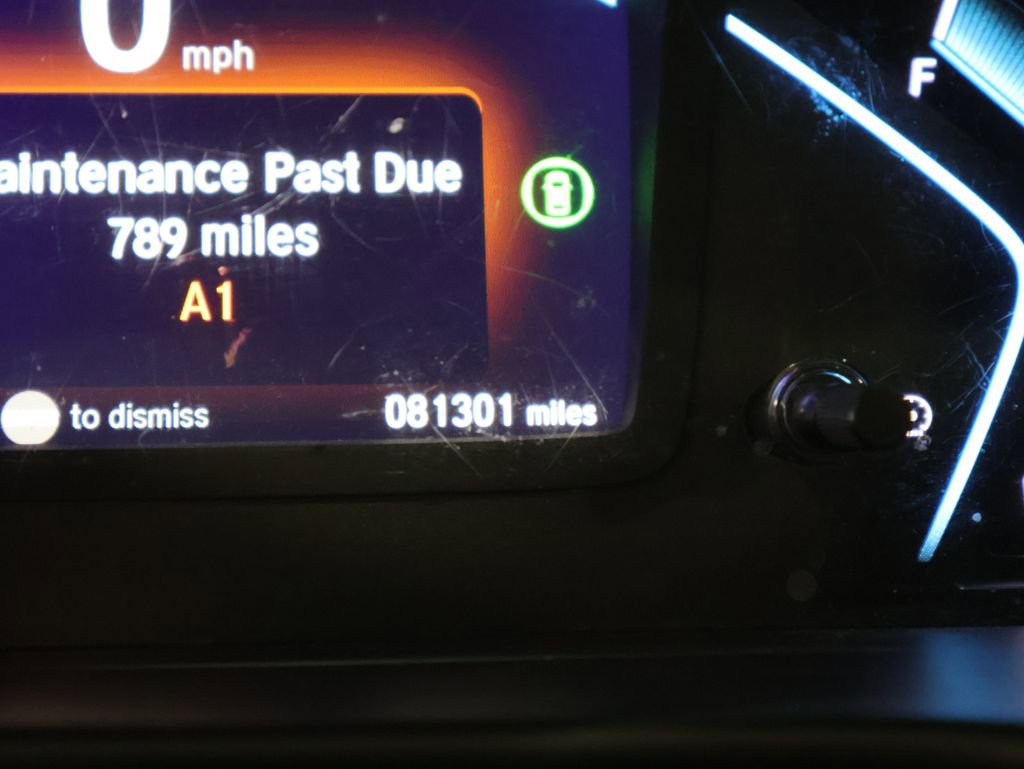 0 mph
aintenance Past Due
789 miles
A1
to dismiss
081301 miles
F